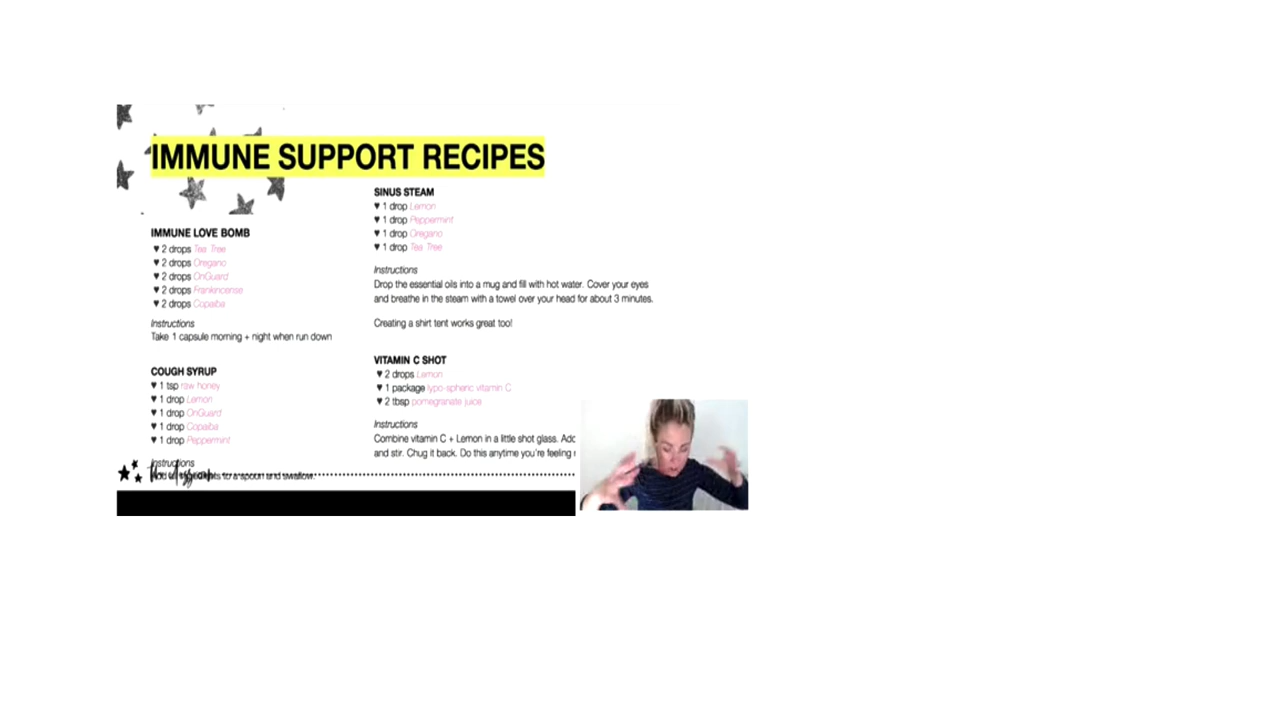 IMMUNE SUPPORT RECIPES
IMMUNE LOVE BOMB
♥ 2 drops Tea Tree
♥ 2 drops Oregano
♥ 2 drops OnGuard
♥ 2 drops Frankincense
♥ 2 drops Copaiba
Instructions
Take 1 capsule morning + night when run down
COUGH SYRUP
♥ 1 tsp raw honey
♥ 1 drop Lemon
♥ 1 drop OnGuard
♥ 1 drop Copaiba
♥ 1 drop Peppermint
Instructions
to a spoon and swallow.
SINUS STEAM
♥ 1 drop Lemon
♥ 1 drop Peppermint
♥ 1 drop Oregano
♥ 1 drop Tea Tree
Instructions
Drop the essential oils into a mug and fill with hot water. Cover your eyes
and breathe in the steam with a towel over your head for about 3 minutes.
Creating a shirt tent works great too!
VITAMIN C SHOT
♥ 2 drops Lemon
♥ 1 package lypo-spheric vitamin C
♥ 2 tbsp pomegranate juice
Instructions
Combine vitamin C + Lemon in a little shot glass.
and stir. Chug it back. Do this anytime you're feeling